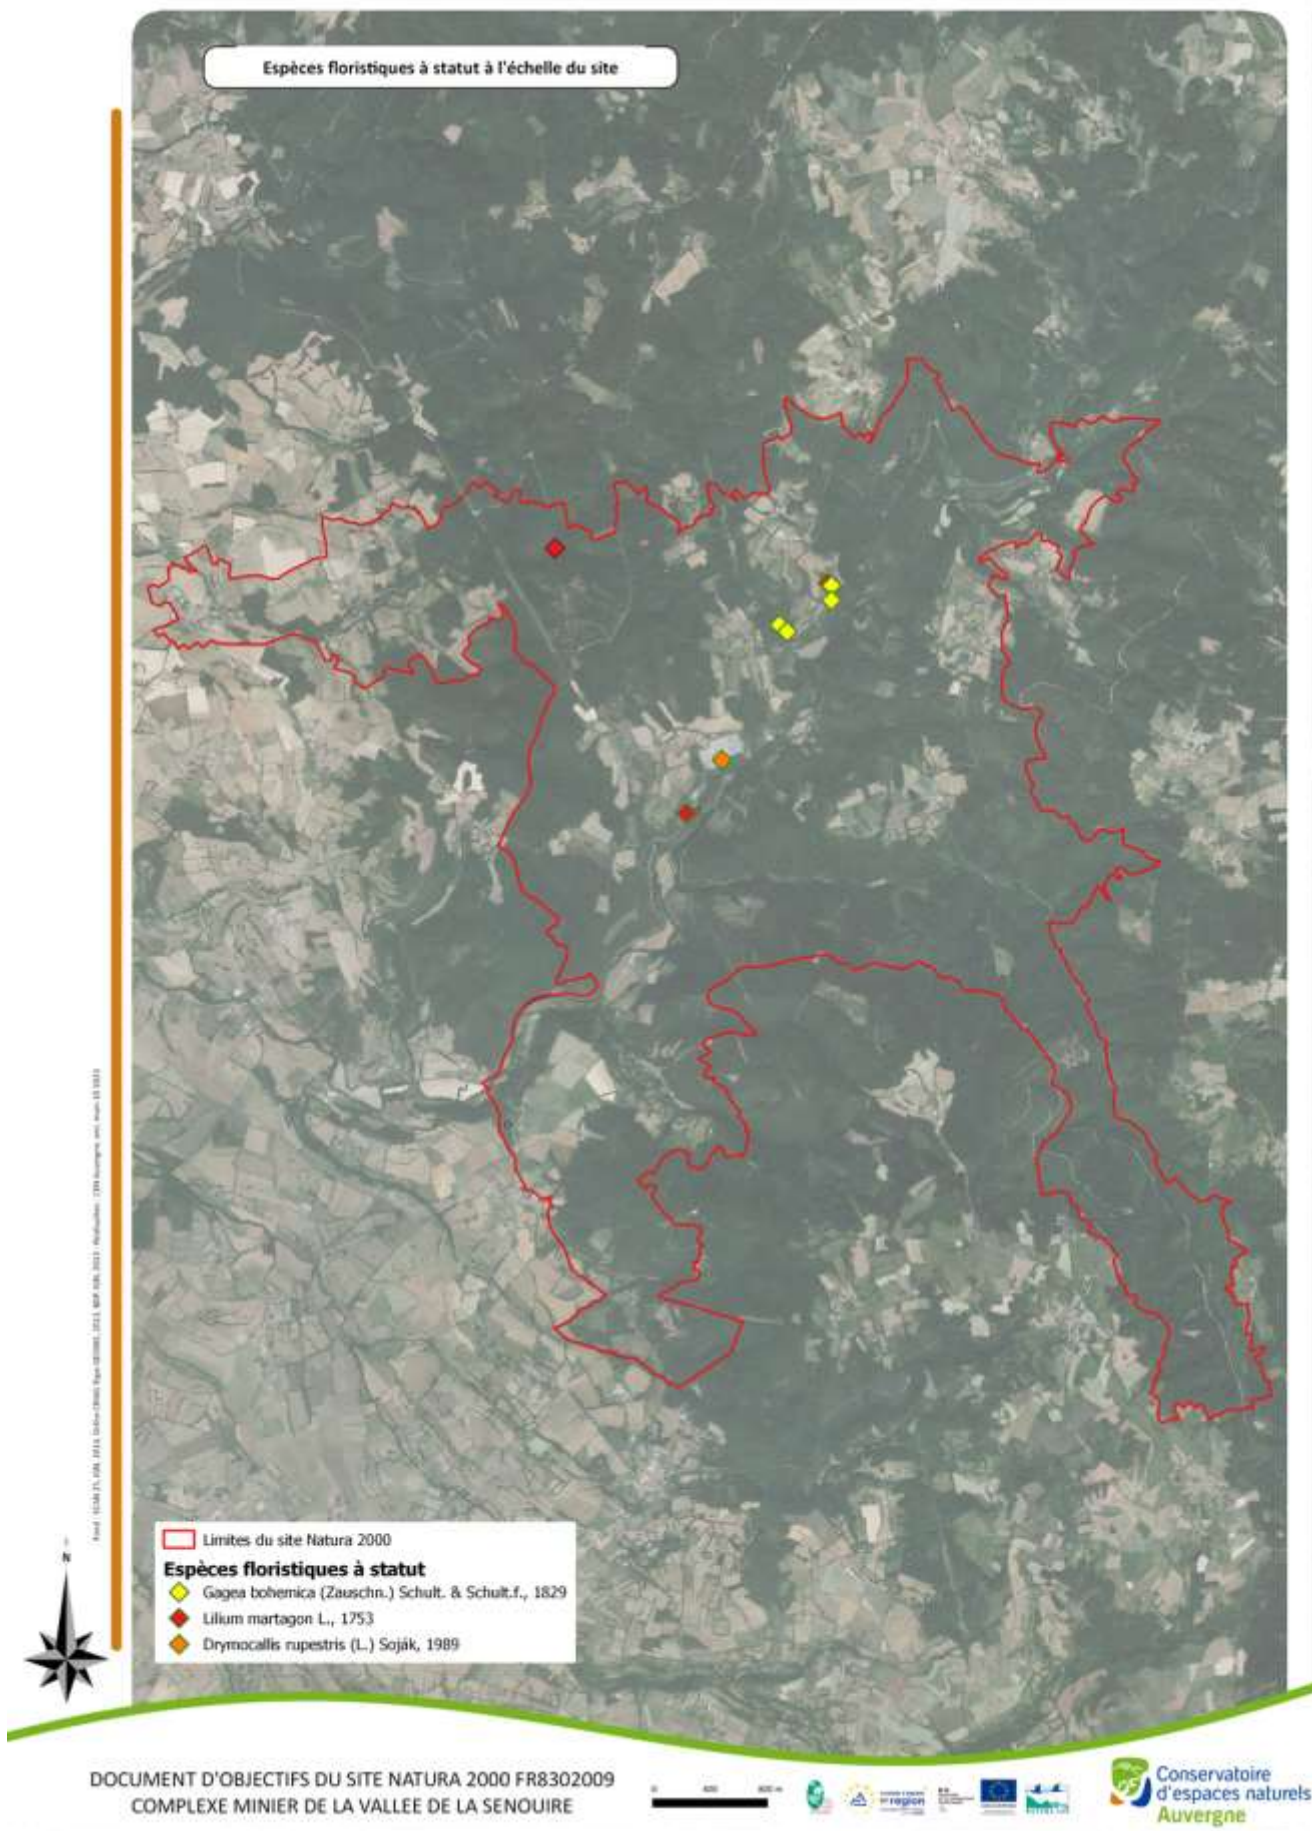 Espèces floristiques à statut à l'échelle du site
Limites du site Natura 2000
Espèces floristiques à statut
Gagea bohemica (Zauschn.) Schult. & Schult.f., 1829
Lilium martagon L., 1753
Drymocallis rupestris (L.) Soják, 1989
N
DOCUMENT D'OBJECTIFS DU SITE NATURA 2000 FR8302009
COMPLEXE MINIER DE LA VALLEE DE LA SENOUIRE
Conservatoire
d'espaces naturels
Auvergne